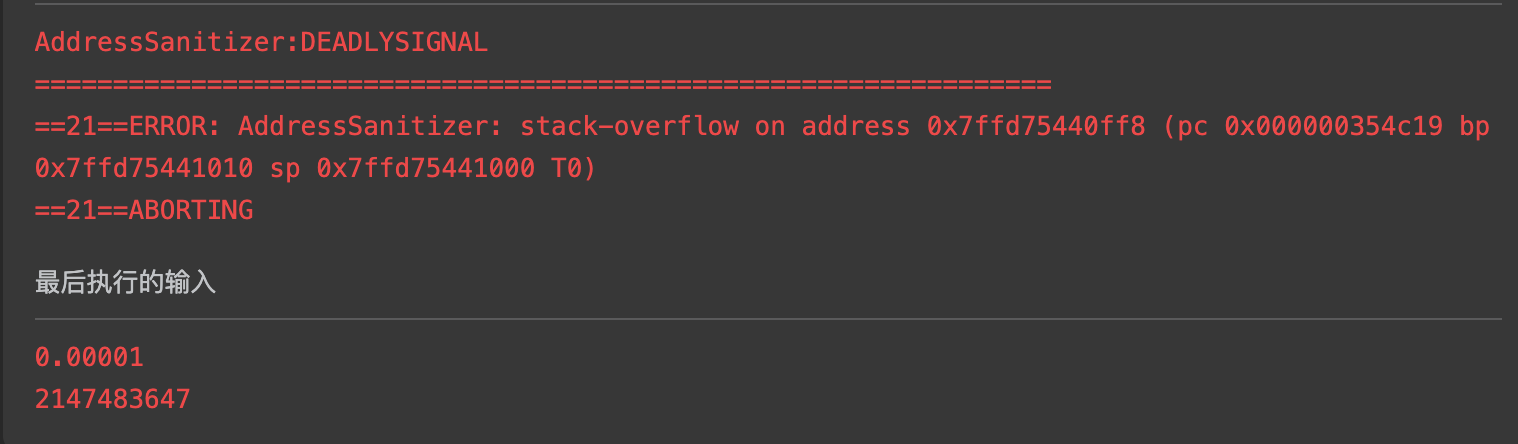 AddressSanitizer:DEADLYSIGNAL
=================================================================
==21==ERROR: AddressSanitizer: stack-overflow on address 0x7ffd75440ff8 (pc 0x000000354c19 bp
0x7ffd75441010 sp 0x7ffd75441000 T0)
==21==ABORTING
最后执行的输入
0.00001
2147483647